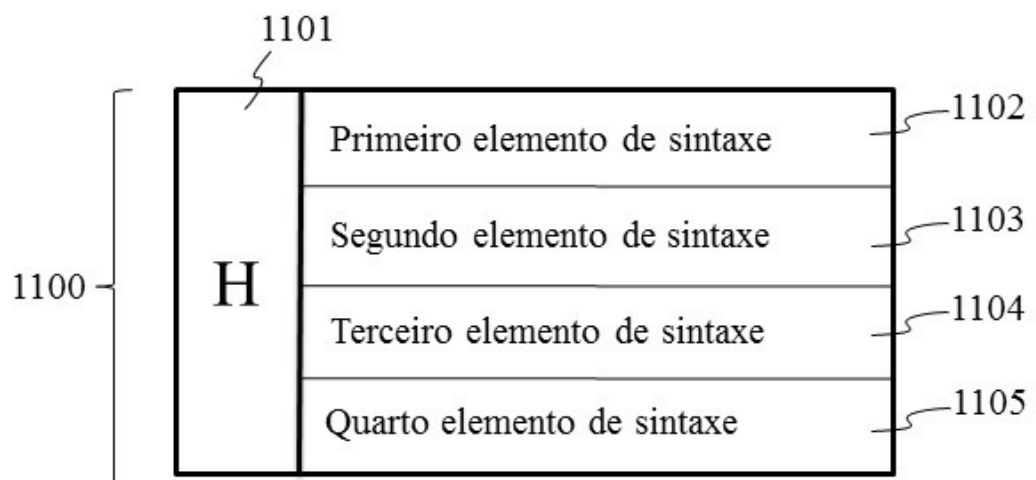 1101
1102
Primeiro elemento de sintaxe
1103
Segundo elemento de sintaxe
1100
H
1104
Terceiro elemento de sintaxe
1105
Quarto elemento de sintaxe